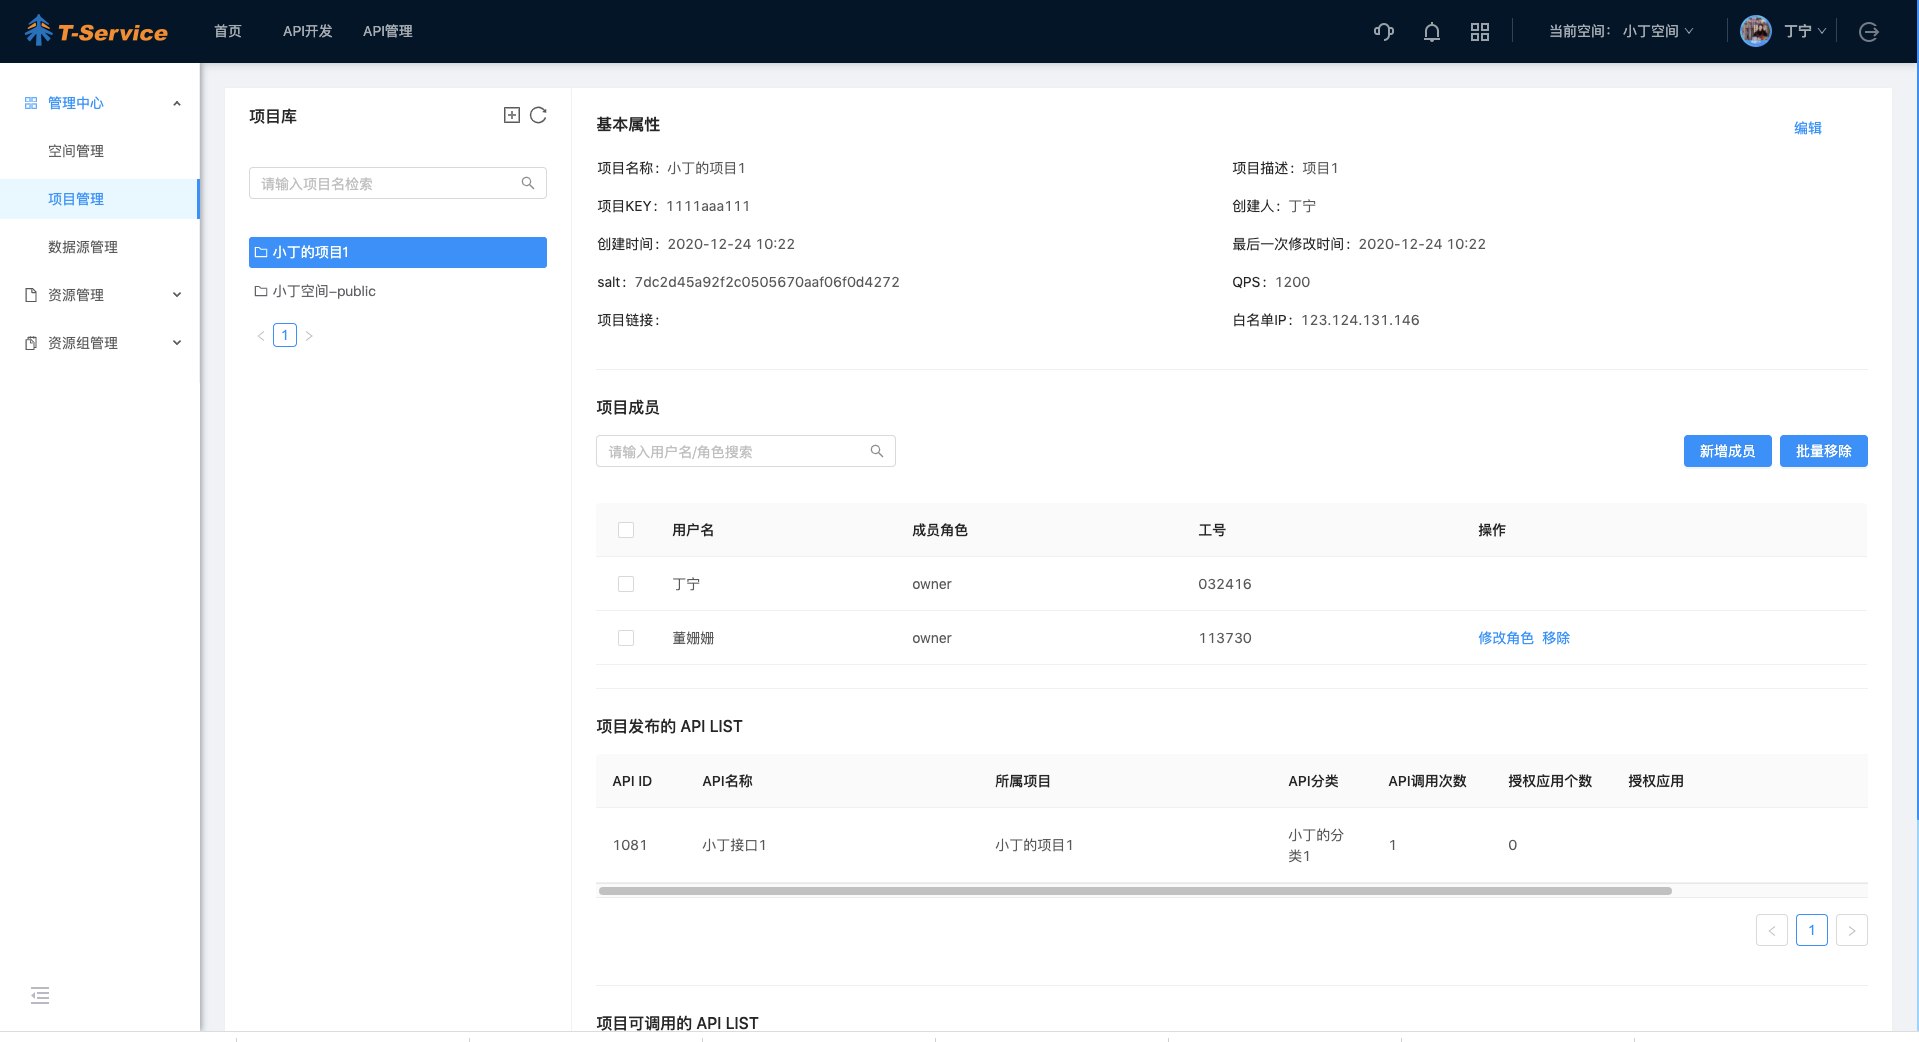 T-Service
首页
API开发
API管理
当前空间： 小丁空间
丁宁
管理中心
空间管理
项目管理
数据源管理
资源管理
资源组管理
项目库
请输入项目名检索
小丁的项目1
小丁空间-public
1
基本属性
编辑
项目名称： 小丁的项目1
项目描述： 项目1
项目KEY： 1111aaa111
创建人： 丁宁
创建时间： 2020-12-24 10:22
最后一次修改时间： 2020-12-24 10:22
salt： 7dc2d45a92f2c0505670aaf06f0d4272
QPS： 1200
项目链接：
白名单IP： 123.124.131.146
项目成员
请输入用户名/角色搜索
新增成员
批量移除
用户名 成员角色 工号 操作
丁宁 owner 032416
董姗姗 owner 113730 修改角色 移除
项目发布的 API LIST
API ID API名称 所属项目 API分类 API调用次数 授权应用个数 授权应用
1081 小丁接口1 小丁的项目1 小丁的分 1 0
类1
1
项目可调用的 API LIST